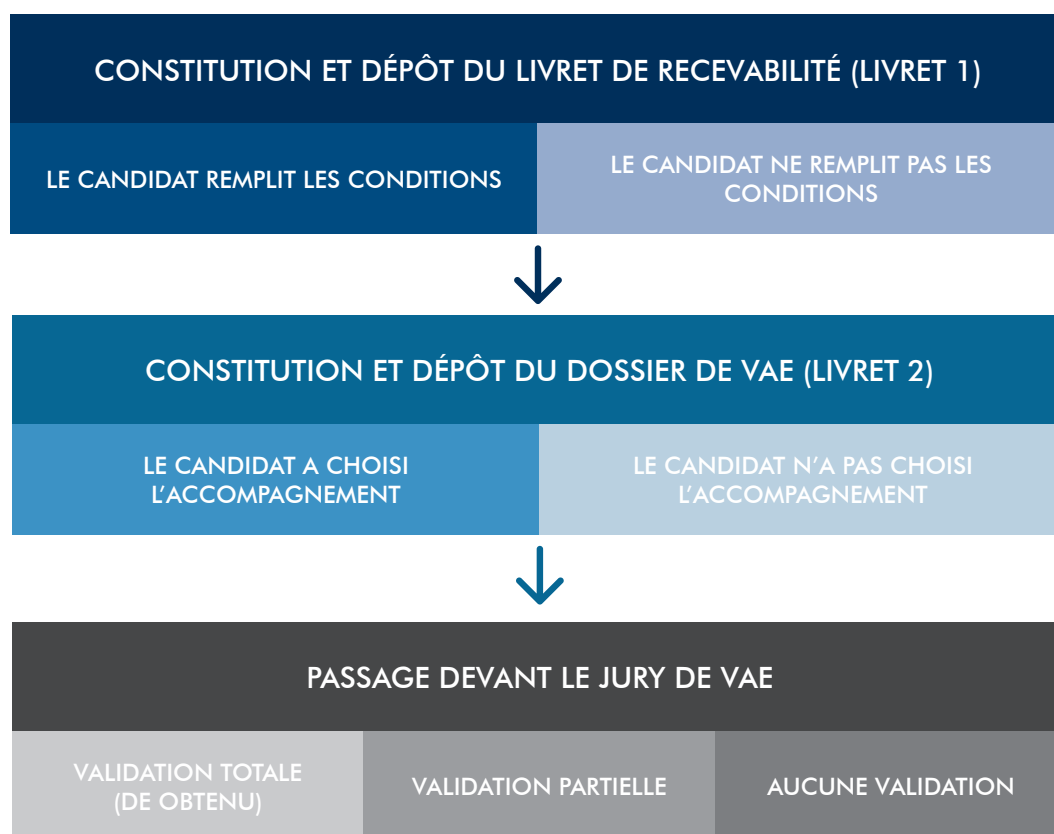 CONSTITUTION ET DÉPÔT DU LIVRET DE RECEVABILITÉ (LIVRET 1)
LE CANDIDAT REMPLIT LES CONDITIONS
LE CANDIDAT NE REMPLIT PAS LES
CONDITIONS
CONSTITUTION ET DÉPÔT DU DOSSIER DE VAE (LIVRET 2)
LE CANDIDAT A CHOISI
L'ACCOMPAGNEMENT
LE CANDIDAT N'A PAS CHOISI
L'ACCOMPAGNEMENT
PASSAGE DEVANT LE JURY DE VAE
VALIDATION TOTALE
(DE OBTENU)
VALIDATION PARTIELLE
AUCUNE VALIDATION